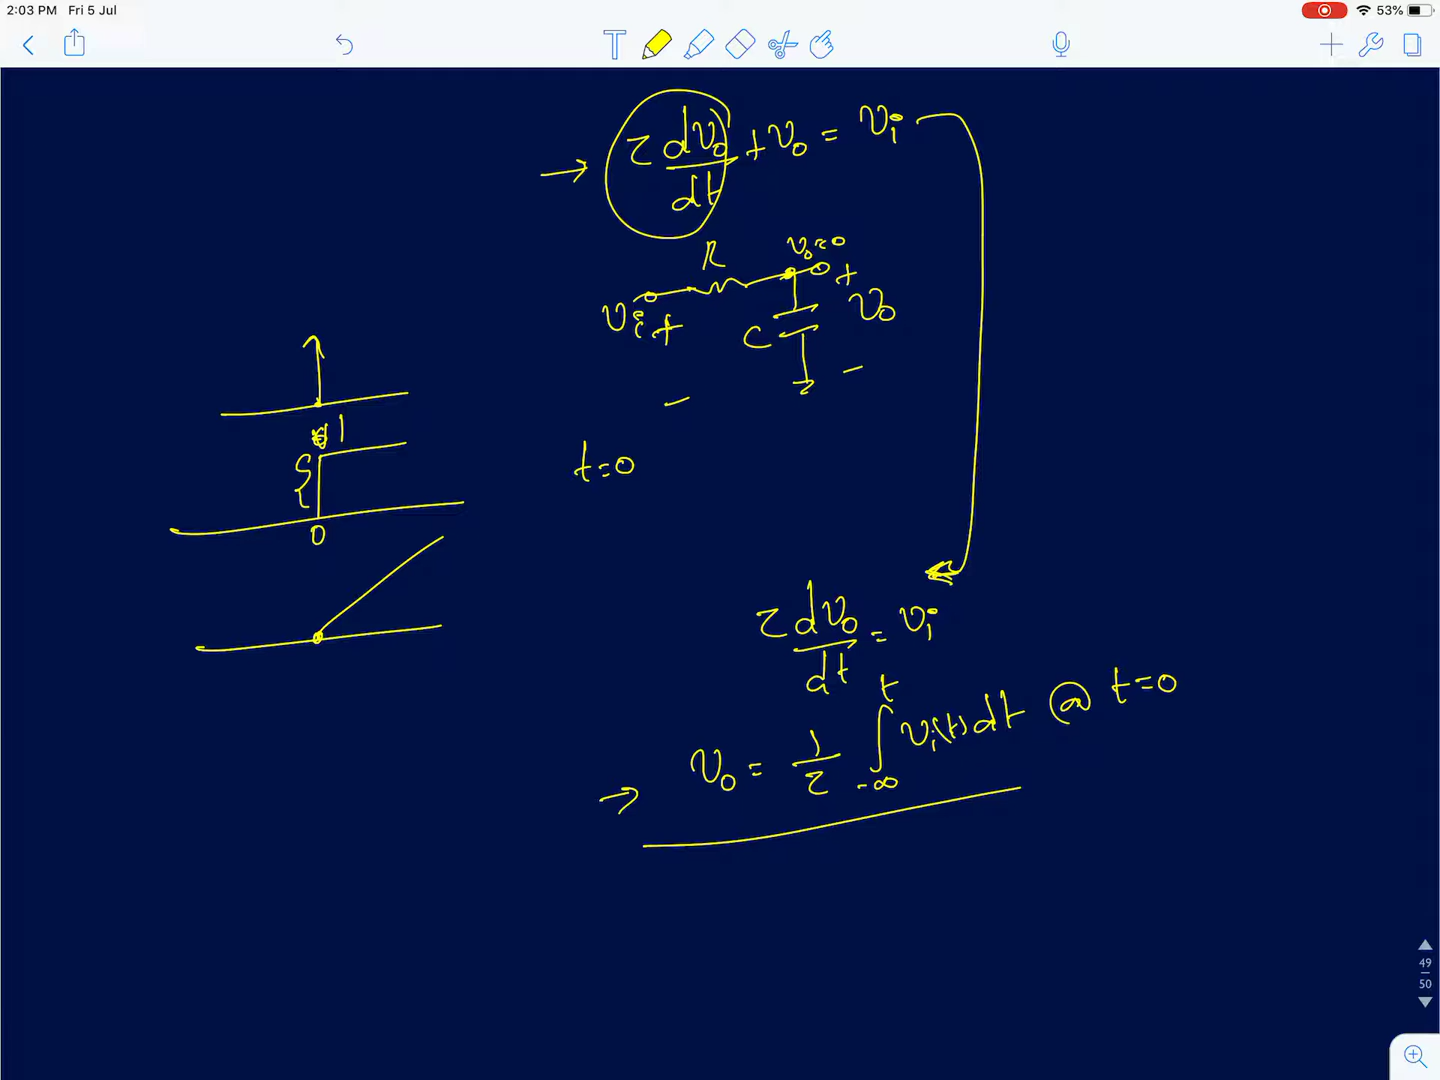 2:03 PM Fri 5 Jul
53%
T
τ dv₀/dt + v₀ = vᵢ
R
v₀=0
+
vᵢ +
C
v₀
-
-
1
t=0
0
τ dv₀/dt = vᵢ
v₀ = 1/τ ∫_{-∞}^{t} vᵢ(t) dt @ t=0
49
50